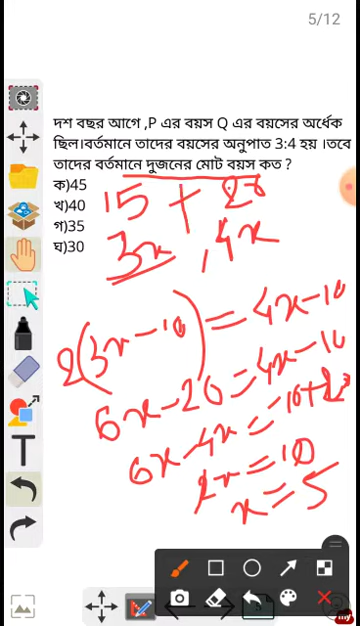 5/12
দশ বছর আগে ,P এর বয়স Q এর বয়সের অর্ধেক
ছিল।বর্তমানে তাদের বয়সের অনুপাত 3:4 হয় ।তবে
তাদের বর্তমানে দুজনের মোট বয়স কত ?
ক)45
খ)40
গ)35
ঘ)30
15 + 20
3x , 4x
2(3x-10) = 4x-10
6x-20 = 4x-10
6x-4x = -10+20
2x = 10
x = 5
T
my